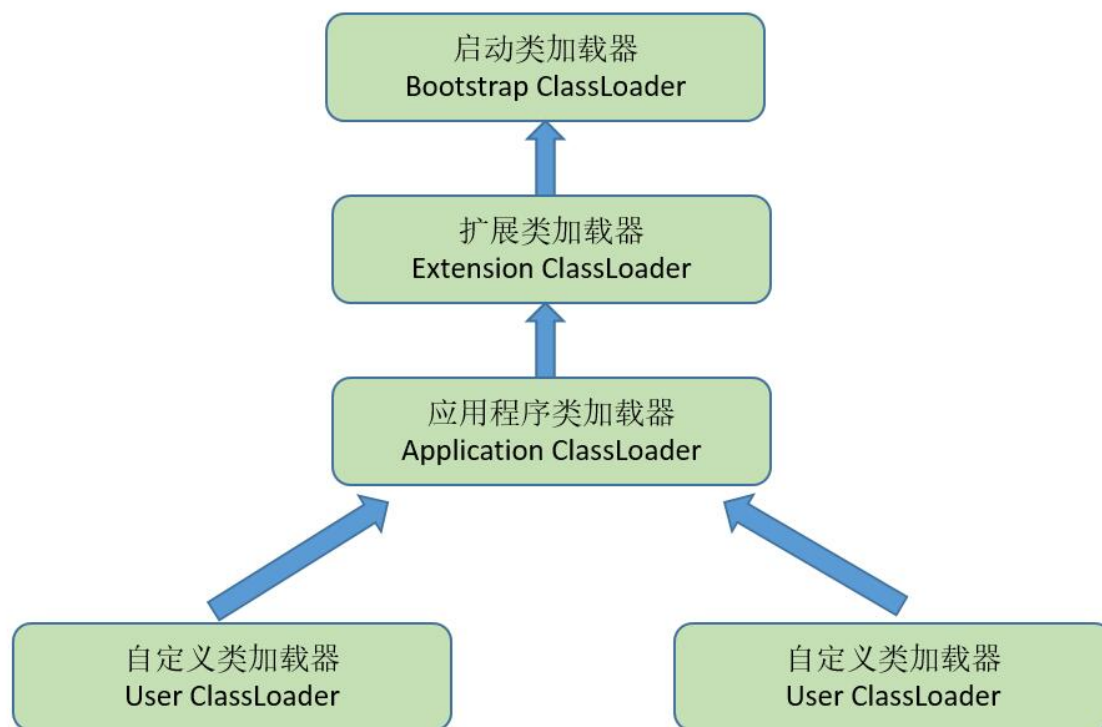 启动类加载器
Bootstrap ClassLoader
扩展类加载器
Extension ClassLoader
应用程序类加载器
Application ClassLoader
自定义类加载器
User ClassLoader
自定义类加载器
User ClassLoader